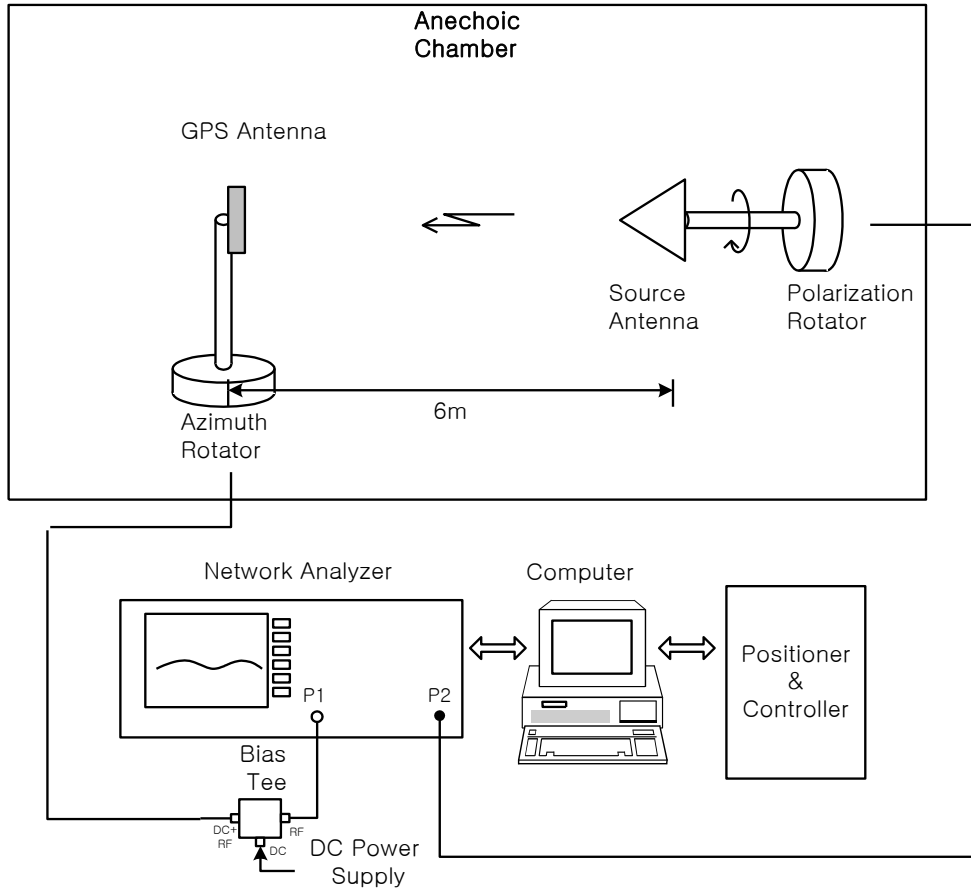 Anechoic
Chamber
GPS Antenna
Source
Antenna
Polarization
Rotator
6m
Azimuth
Rotator
Network Analyzer
Computer
P1
P2
Positioner
&
Controller
Bias
Tee
DC+
RF
RF
DC
DC Power
Supply